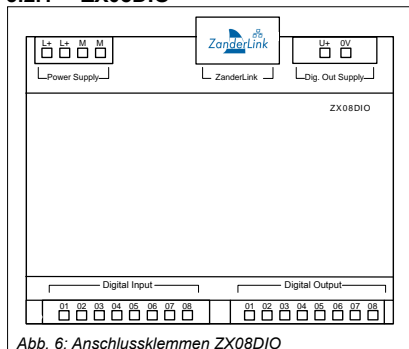 ZX08DIO
L+ L+ M M
ZanderLink
U+ 0V
Power Supply
ZanderLink
Dig. Out Supply
ZX08DIO
Digital Input
Digital Output
01 02 03 04 05 06 07 08
01 02 03 04 05 06 07 08
Abb. 6: Anschlussklemmen ZX08DIO